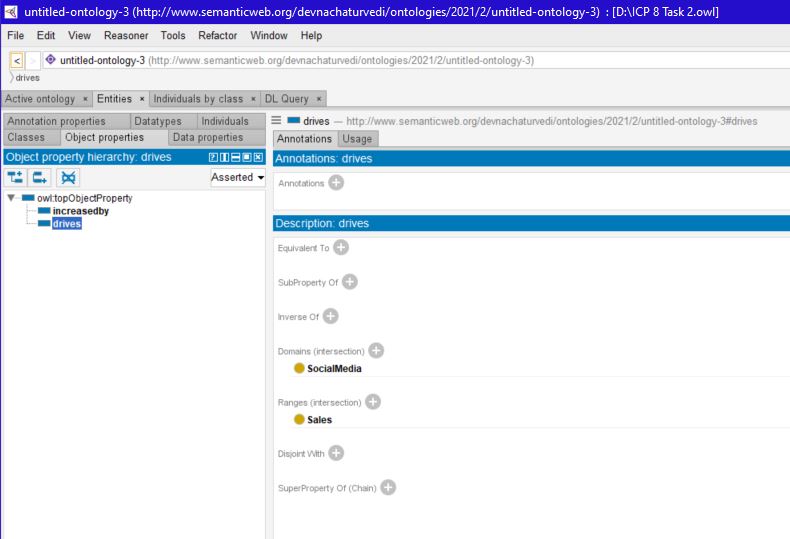 untitled-ontology-3 (http://www.semanticweb.org/devnachaturvedi/ontologies/2021/2/untitled-ontology-3) : [D:\ICP 8 Task 2.owl]
File Edit View Reasoner Tools Refactor Window Help
< > untitled-ontology-3 (http://www.semanticweb.org/devnachaturvedi/ontologies/2021/2/untitled-ontology-3)
drives
Active ontology × Entities × Individuals by class × DL Query ×
Annotation properties Datatypes Individuals
Classes Object properties Data properties
Object property hierarchy: drives
Asserted
owl:topObjectProperty
increasedby
drives
drives — http://www.semanticweb.org/devnachaturvedi/ontologies/2021/2/untitled-ontology-3#drives
Annotations Usage
Annotations: drives
Annotations
Description: drives
Equivalent To
SubProperty Of
Inverse Of
Domains (intersection)
SocialMedia
Ranges (intersection)
Sales
Disjoint With
SuperProperty Of (Chain)